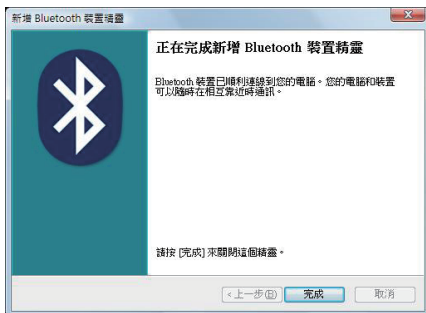 新增 Bluetooth 裝置精靈
正在完成新增 Bluetooth 裝置精靈
Bluetooth 裝置已順利連線到您的電腦。您的電腦和裝置
可以隨時在相互靠近時通訊。
請按 [完成] 來關閉這個精靈。
<上一步(B) 完成 取消